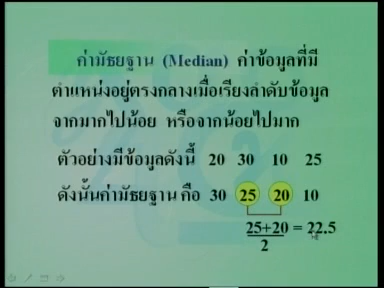 ค่ามัธยฐาน (Median) ค่าข้อมูลที่มี
ตำแหน่งอยู่ตรงกลางเมื่อเรียงลำดับข้อมูล
จากมากไปน้อย หรือจากน้อยไปมาก
ตัวอย่างมีข้อมูลดังนี้ 20 30 10 25
ดังนั้นค่ามัธยฐาน คือ 30 25 20 10
25+20 = 22.5
2